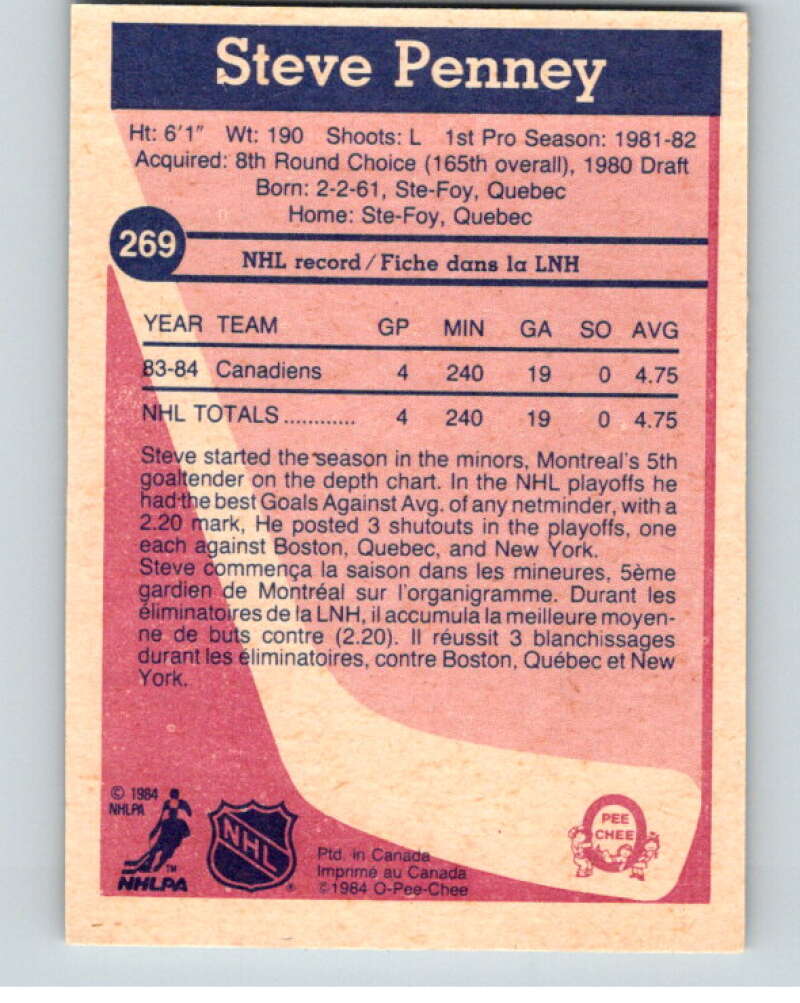 Steve Penney
Ht: 6'1" Wt: 190 Shoots: L 1st Pro Season: 1981-82
Acquired: 8th Round Choice (165th overall), 1980 Draft
Born: 2-2-61, Ste-Foy, Quebec
Home: Ste-Foy, Quebec
269
NHL record/Fiche dans la LNH
YEAR TEAM GP MIN GA SO AVG
83-84 Canadiens 4 240 19 0 4.75
NHL TOTALS............ 4 240 19 0 4.75
Steve started the season in the minors, Montreal's 5th
goaltender on the depth chart. In the NHL playoffs he
had the best Goals Against Avg. of any netminder, with a
2.20 mark, He posted 3 shutouts in the playoffs, one
each against Boston, Quebec, and New York.
Steve commença la saison dans les mineures, 5ème
gardien de Montréal sur l'organigramme. Durant les
éliminatoires de la LNH, il accumula la meilleure moyen-
ne de buts contre (2.20). Il réussit 3 blanchissages
durant les éliminatoires, contre Boston, Québec et New
York.
© 1984
NHLPA
TM
NHLPA
NHL
®
Ptd. in Canada
Imprimé au Canada
©1984 O-Pee-Chee
PEE
CHEE